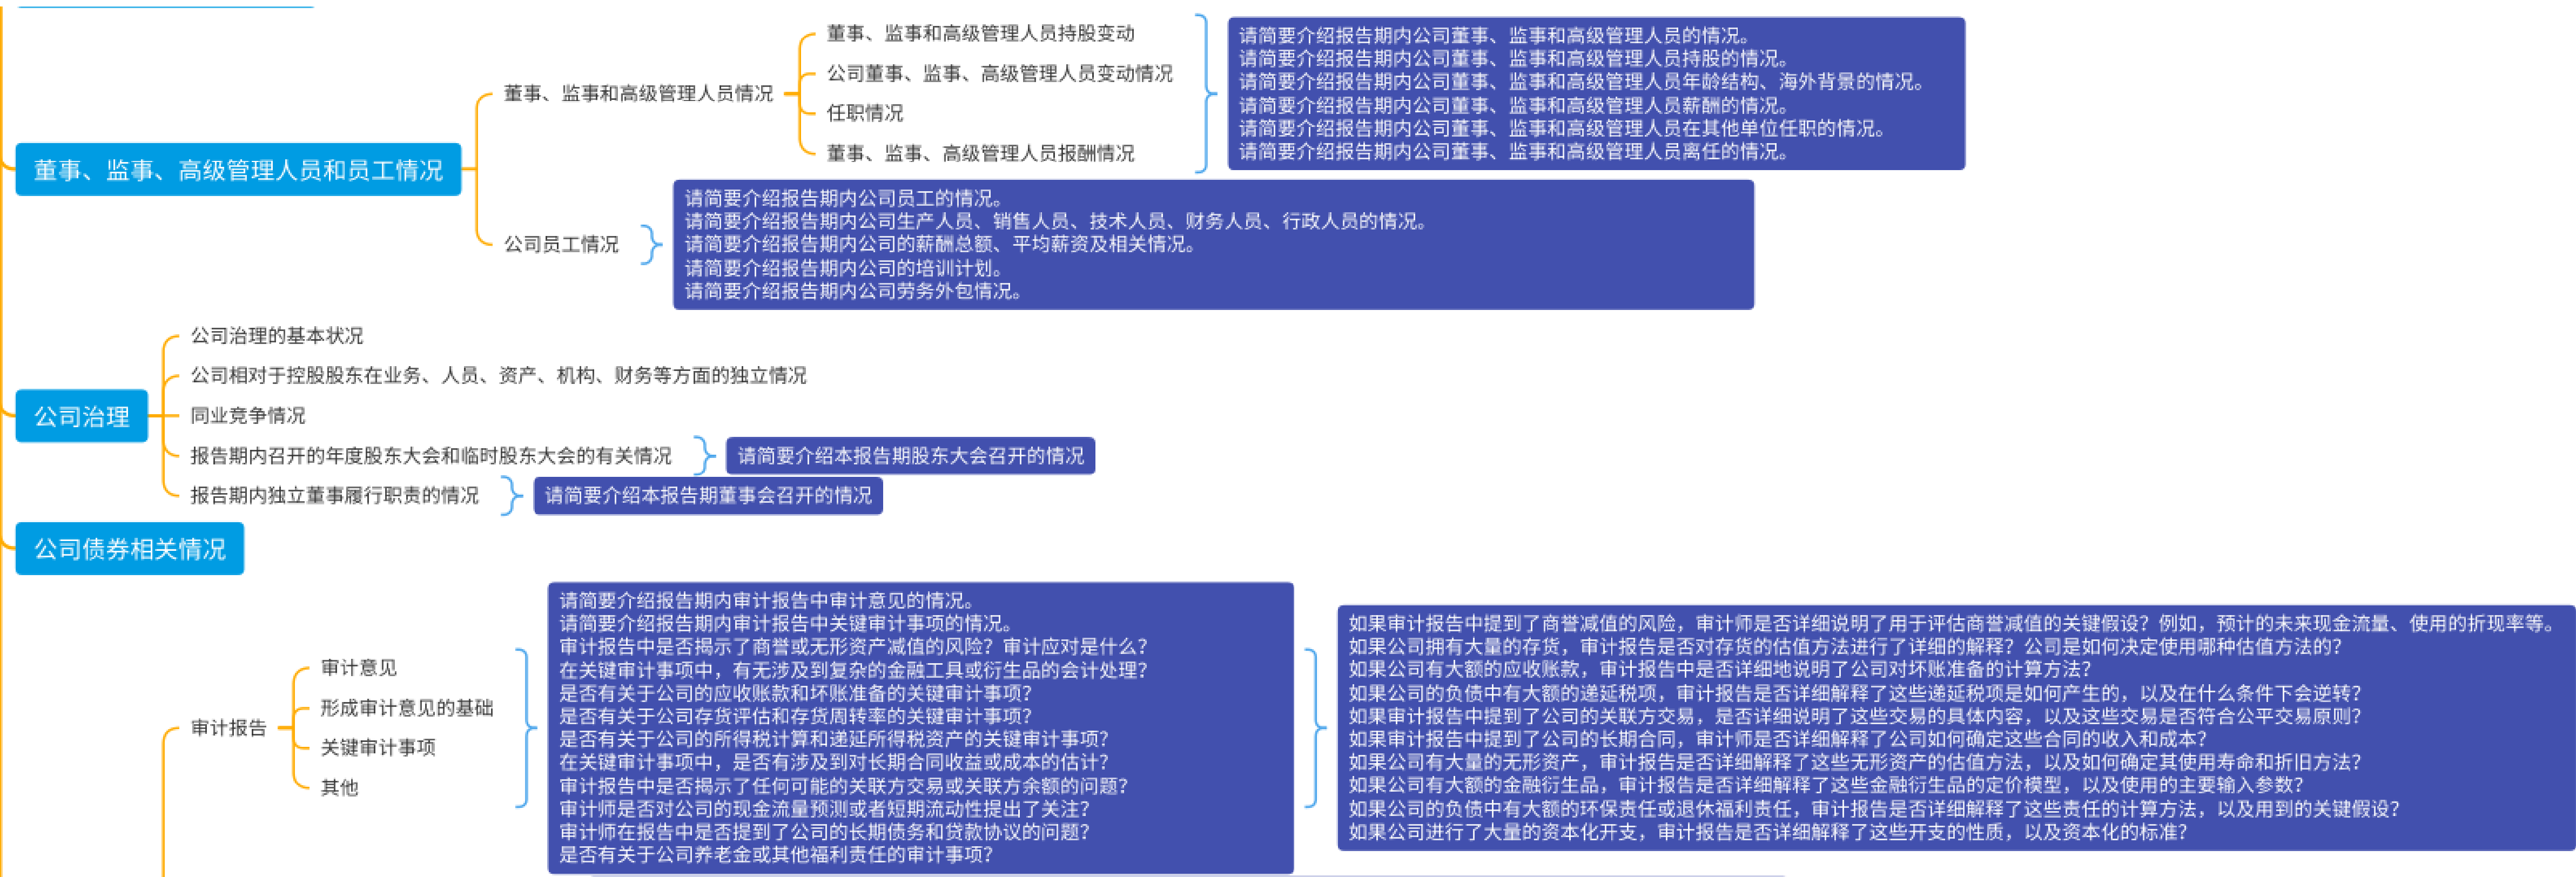 董事、监事、高级管理人员和员工情况
董事、监事和高级管理人员情况
董事、监事和高级管理人员持股变动
公司董事、监事、高级管理人员变动情况
任职情况
董事、监事、高级管理人员报酬情况
请简要介绍报告期内公司董事、监事和高级管理人员的情况。
请简要介绍报告期内公司董事、监事和高级管理人员持股的情况。
请简要介绍报告期内公司董事、监事和高级管理人员年龄结构、海外背景的情况。
请简要介绍报告期内公司董事、监事和高级管理人员薪酬的情况。
请简要介绍报告期内公司董事、监事和高级管理人员在其他单位任职的情况。
请简要介绍报告期内公司董事、监事和高级管理人员离任的情况。
公司员工情况
请简要介绍报告期内公司员工的情况。
请简要介绍报告期内公司生产人员、销售人员、技术人员、财务人员、行政人员的情况。
请简要介绍报告期内公司的薪酬总额、平均薪资及相关情况。
请简要介绍报告期内公司的培训计划。
请简要介绍报告期内公司劳务外包情况。
公司治理
公司治理的基本状况
公司相对于控股股东在业务、人员、资产、机构、财务等方面的独立情况
同业竞争情况
报告期内召开的年度股东大会和临时股东大会的有关情况
请简要介绍本报告期股东大会召开的情况
报告期内独立董事履行职责的情况
请简要介绍本报告期董事会召开的情况
公司债券相关情况
审计报告
审计意见
形成审计意见的基础
关键审计事项
其他
请简要介绍报告期内审计报告中审计意见的情况。
请简要介绍报告期内审计报告中关键审计事项的情况。
审计报告中是否揭示了商誉或无形资产减值的风险？审计应对是什么？
在关键审计事项中，有无涉及到复杂的金融工具或衍生品的会计处理？
是否有关于公司的应收账款和坏账准备的关键审计事项？
是否有关于公司存货评估和存货周转率的关键审计事项？
是否有关于公司的所得税计算和递延所得税资产的关键审计事项？
在关键审计事项中，是否有涉及到对长期合同收益或成本的估计？
审计报告中是否揭示了任何可能的关联方交易或关联方余额的问题？
审计师是否对公司的现金流量预测或者短期流动性提出了关注？
审计师在报告中是否提到了公司的长期债务和贷款协议的问题？
是否有关于公司养老金或其他福利责任的审计事项？
如果审计报告中提到了商誉减值的风险，审计师是否详细说明了用于评估商誉减值的关键假设？例如，预计的未来现金流量、使用的折现率等。
如果公司拥有大量的存货，审计报告是否对存货的估值方法进行了详细的解释？公司是如何决定使用哪种估值方法的？
如果公司有大额的应收账款，审计报告中是否详细地说明了公司对坏账准备的计算方法？
如果公司的负债中有大额的递延税项，审计报告是否详细解释了这些递延税项是如何产生的，以及在什么条件下会逆转？
如果审计报告中提到了公司的关联方交易，是否详细说明了这些交易的具体内容，以及这些交易是否符合公平交易原则？
如果审计报告中提到了公司的长期合同，审计师是否详细解释了公司如何确定这些合同的收入和成本？
如果公司有大量的无形资产，审计报告是否详细解释了这些无形资产的估值方法，以及如何确定其使用寿命和折旧方法？
如果公司有大额的金融衍生品，审计报告是否详细解释了这些金融衍生品的定价模型，以及使用的主要输入参数？
如果公司的负债中有大额的环保责任或退休福利责任，审计报告是否详细解释了这些责任的计算方法，以及用到的关键假设？
如果公司进行了大量的资本化开支，审计报告是否详细解释了这些开支的性质，以及资本化的标准？